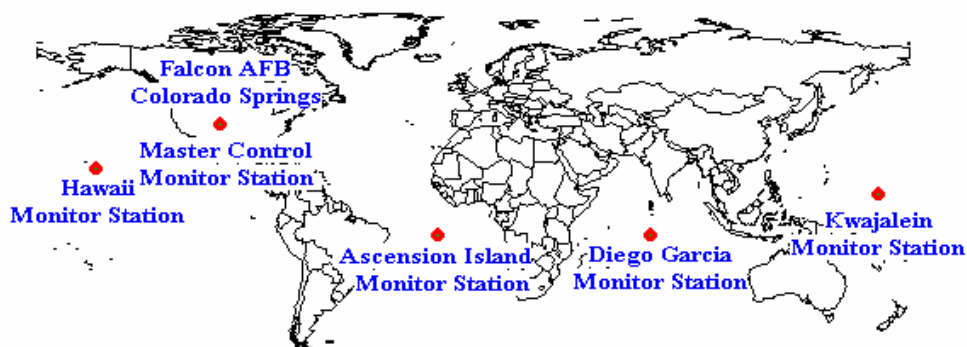 Falcon AFB
Colorado Springs
Master Control
Monitor Station
Hawaii
Monitor Station
Ascension Island
Monitor Station
Diego Garcia
Monitor Station
Kwajalein
Monitor Station